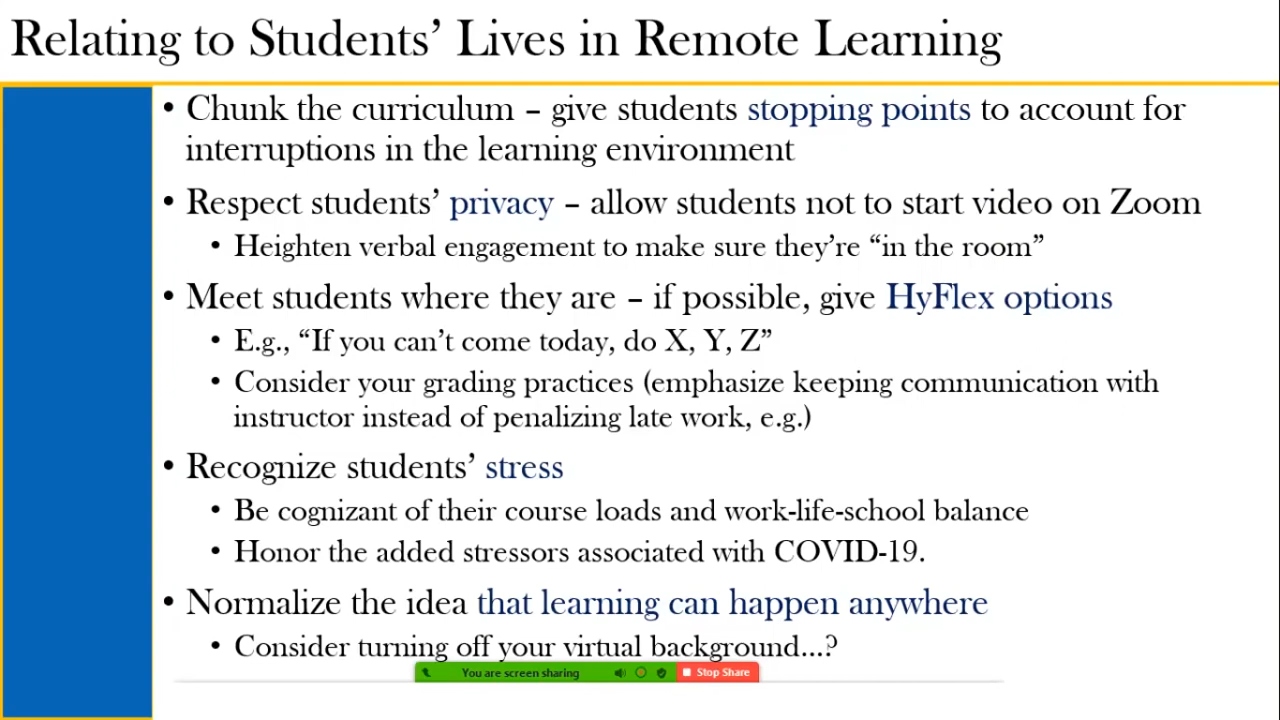 Relating to Students’ Lives in Remote Learning
• Chunk the curriculum – give students stopping points to account for
interruptions in the learning environment
• Respect students’ privacy – allow students not to start video on Zoom
• Heighten verbal engagement to make sure they’re “in the room”
• Meet students where they are – if possible, give HyFlex options
• E.g., “If you can’t come today, do X, Y, Z”
• Consider your grading practices (emphasize keeping communication with
instructor instead of penalizing late work, e.g.)
• Recognize students’ stress
• Be cognizant of their course loads and work-life-school balance
• Honor the added stressors associated with COVID-19.
• Normalize the idea that learning can happen anywhere
• Consider turning off your virtual background...?
You are screen sharing Stop Share